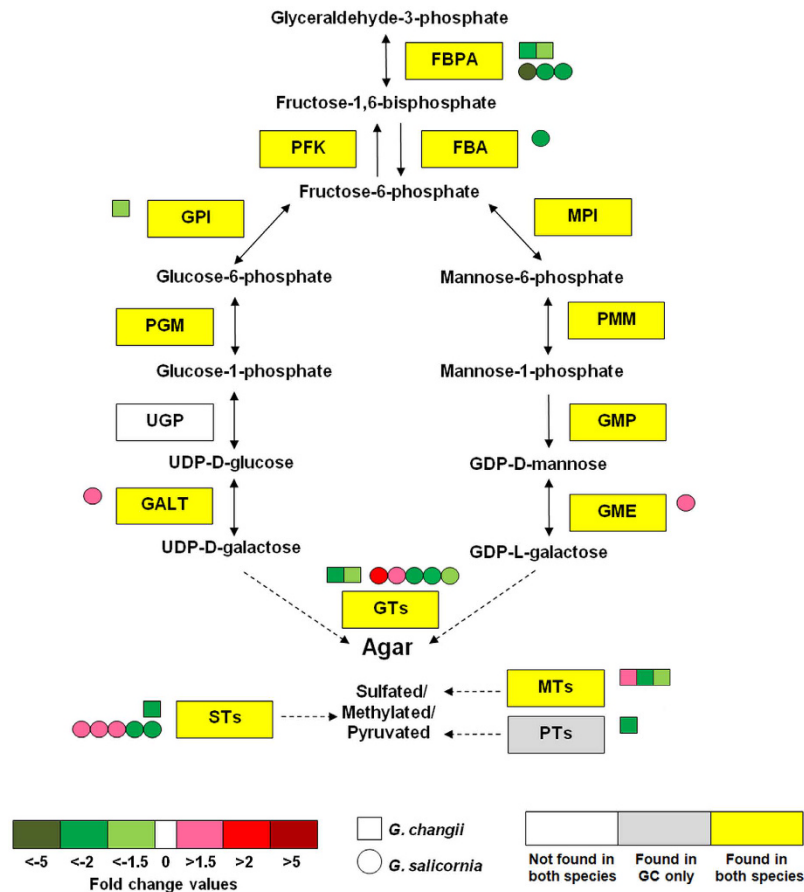 Glyceraldehyde-3-phosphate
FBPA
Fructose-1,6-bisphosphate
PFK
FBA
Fructose-6-phosphate
GPI
MPI
Glucose-6-phosphate
Mannose-6-phosphate
PGM
PMM
Glucose-1-phosphate
Mannose-1-phosphate
UGP
GMP
UDP-D-glucose
GDP-D-mannose
GALT
GME
UDP-D-galactose
GDP-L-galactose
GTs
Agar
Sulfated/
Methylated/
Pyruvated
MTs
STs
PTs
<-5 <-2 <-1.5 0 >1.5 >2 >5
Fold change values
G. changii
G. salicornia
Not found in
both species
Found in
GC only
Found in
both species